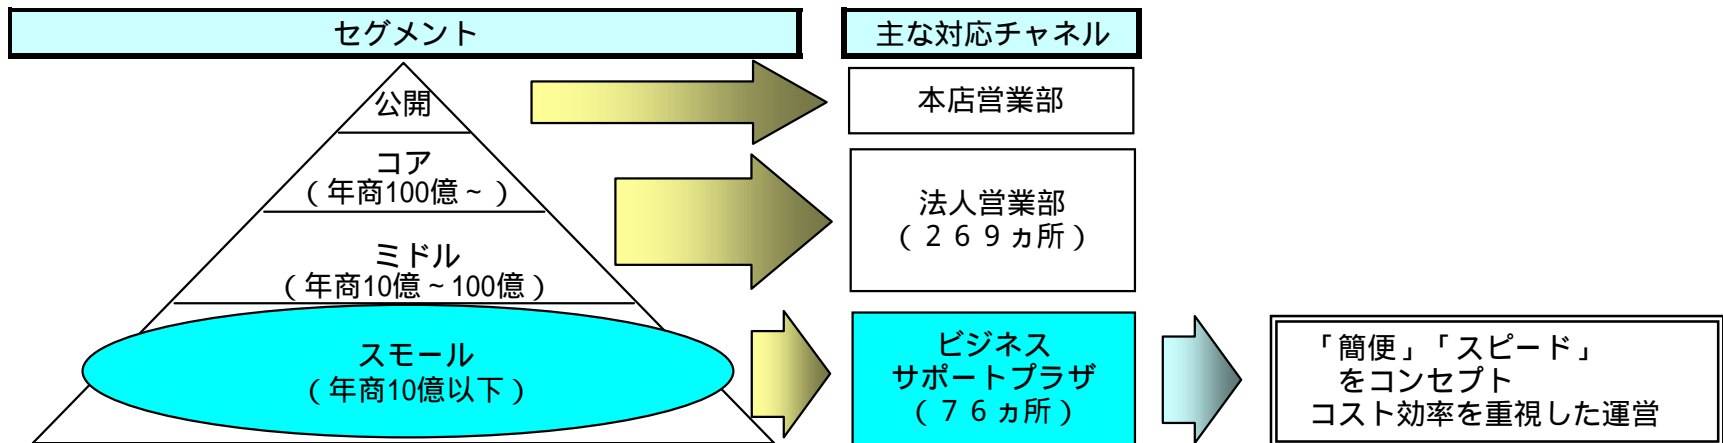 セグメント
主な対応チャネル
公開
本店営業部
コア
(年商100億~)
法人営業部
(269ヵ所)
ミドル
(年商10億~100億)
スモール
(年商10億以下)
ビジネス
サポートプラザ
(76ヵ所)
「簡便」「スピード」
をコンセプト
コスト効率を重視した運営